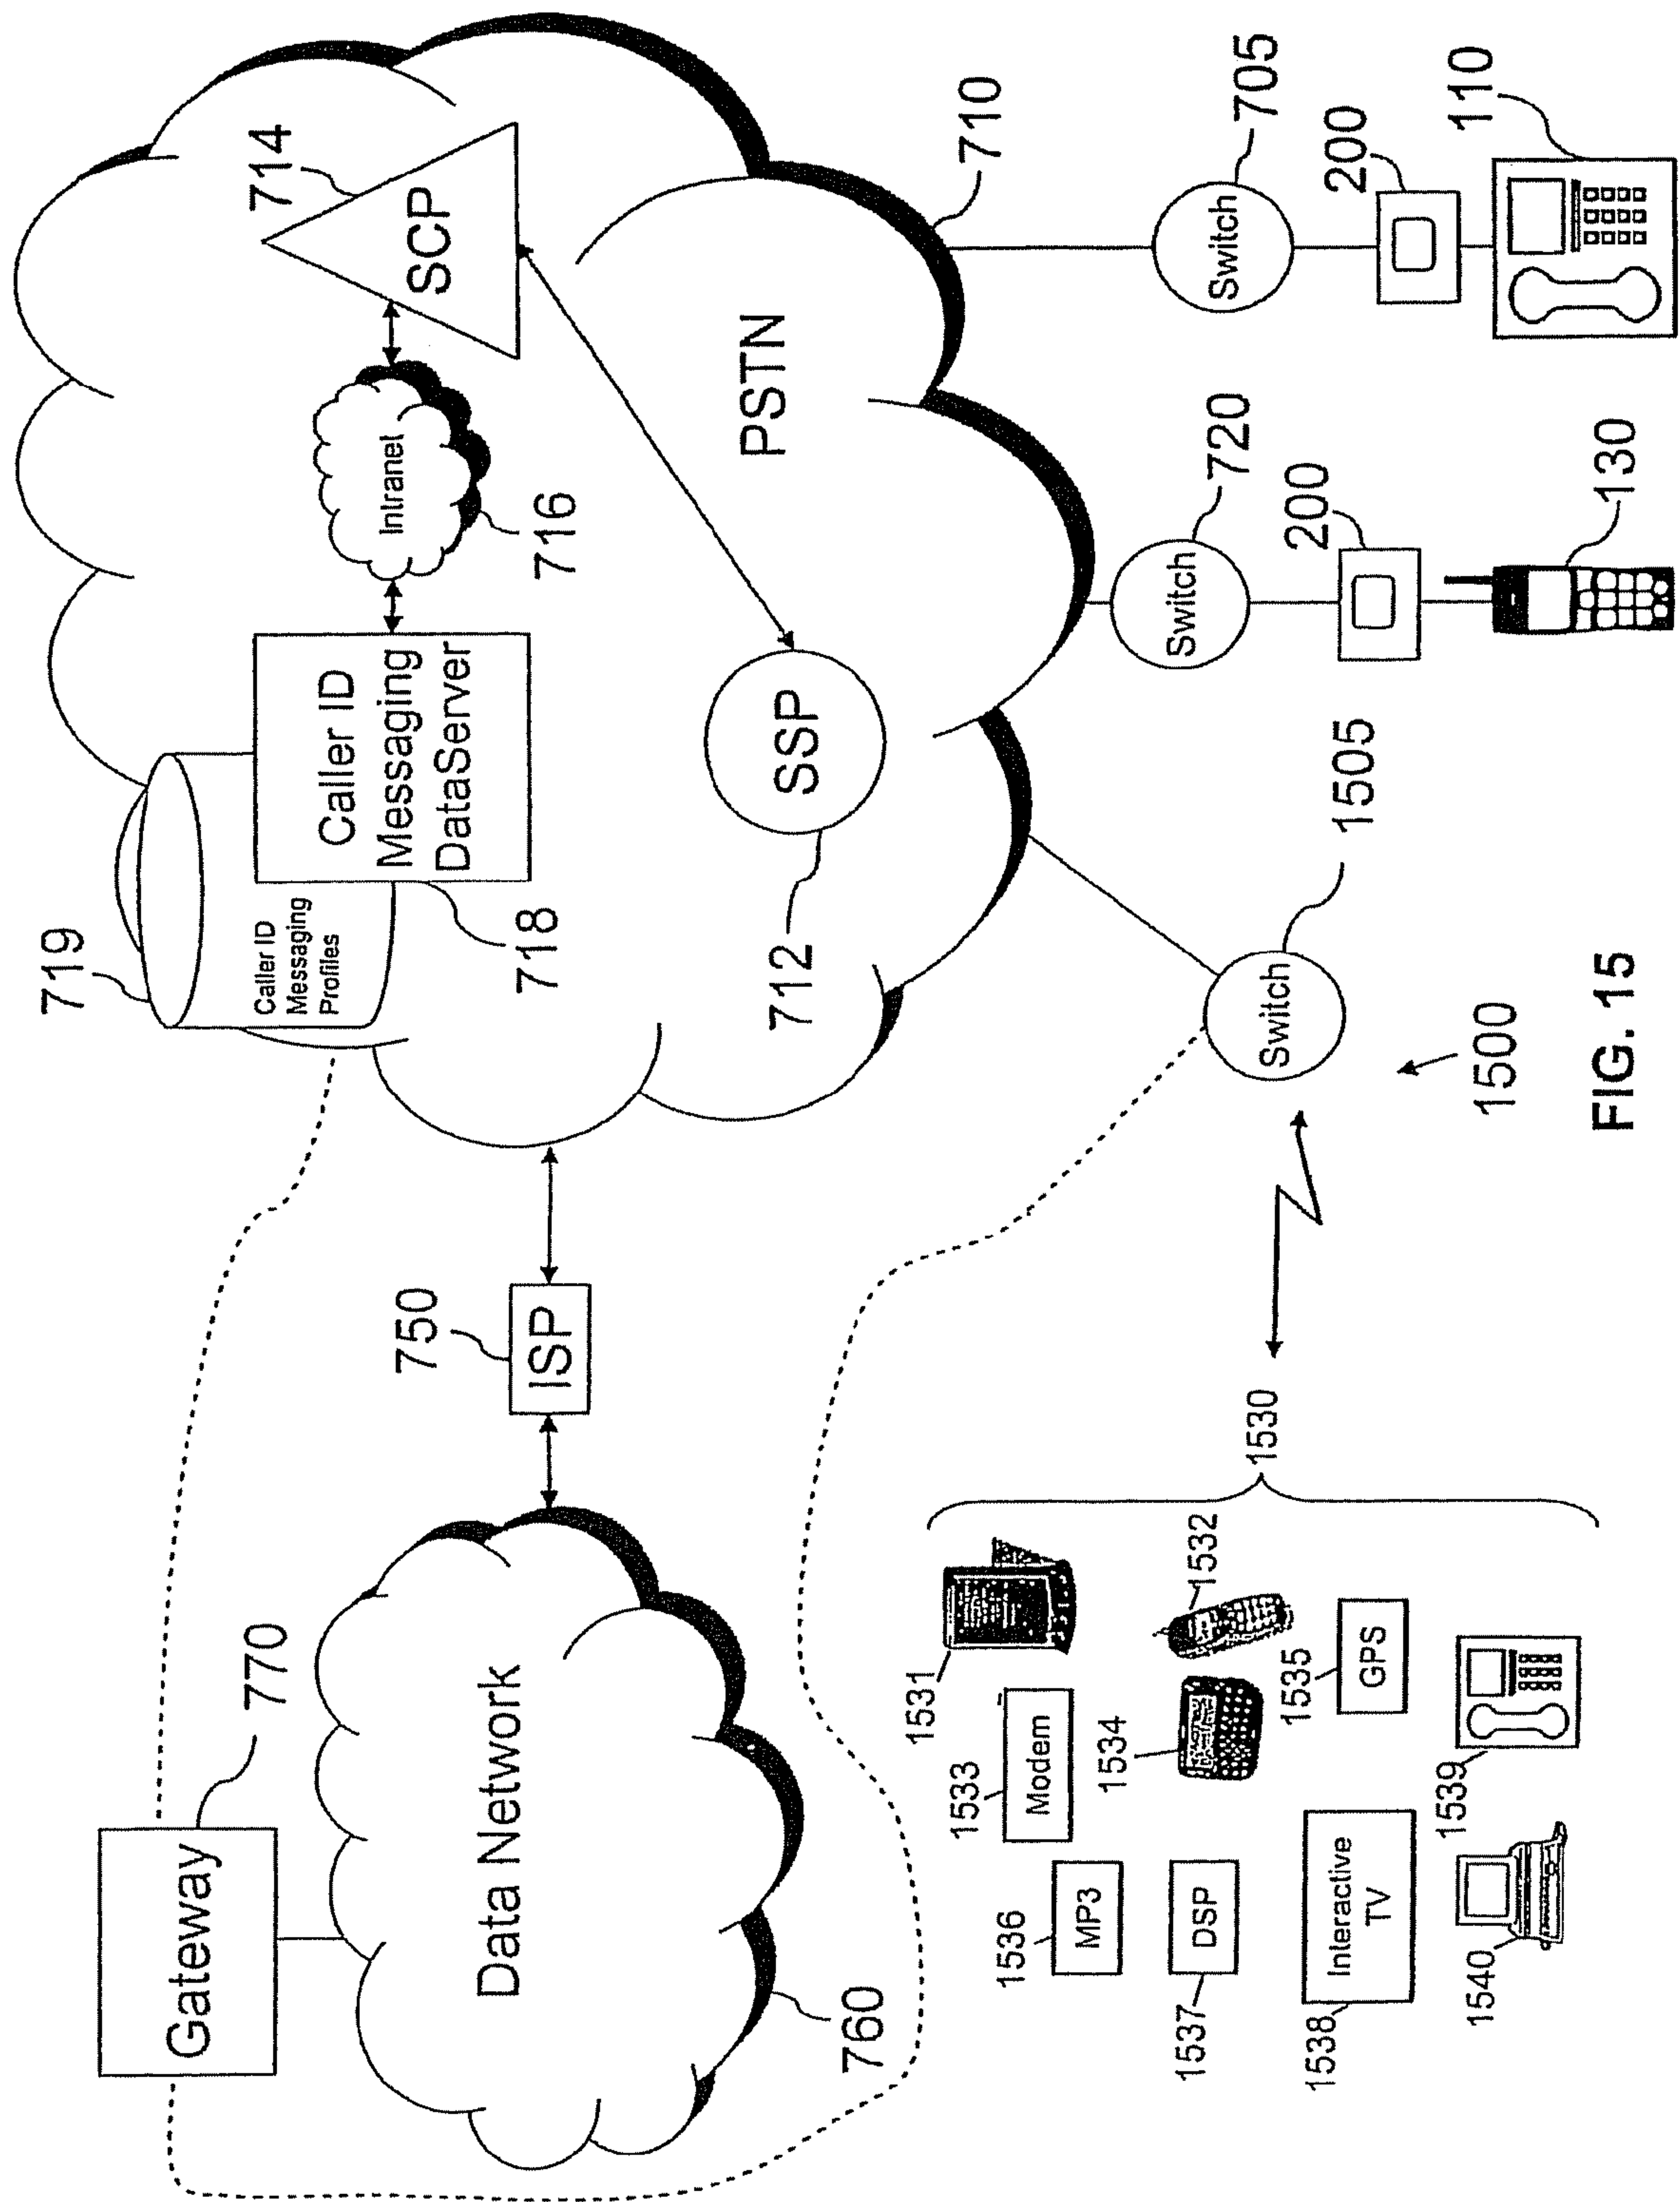 Gateway
770
Data Network
760
750
ISP
719
Caller ID
Messaging
Profiles
Caller ID
Messaging
DataServer
718
Intranet
716
714
SCP
SSP
712
PSTN
710
1531
1533
Modem
1532
1534
1535
GPS
1536
MP3
1537
DSP
1538
Interactive
TV
1539
1540
1530
Switch
1505
1500
Switch
720
200
130
Switch
705
200
110
FIG. 15